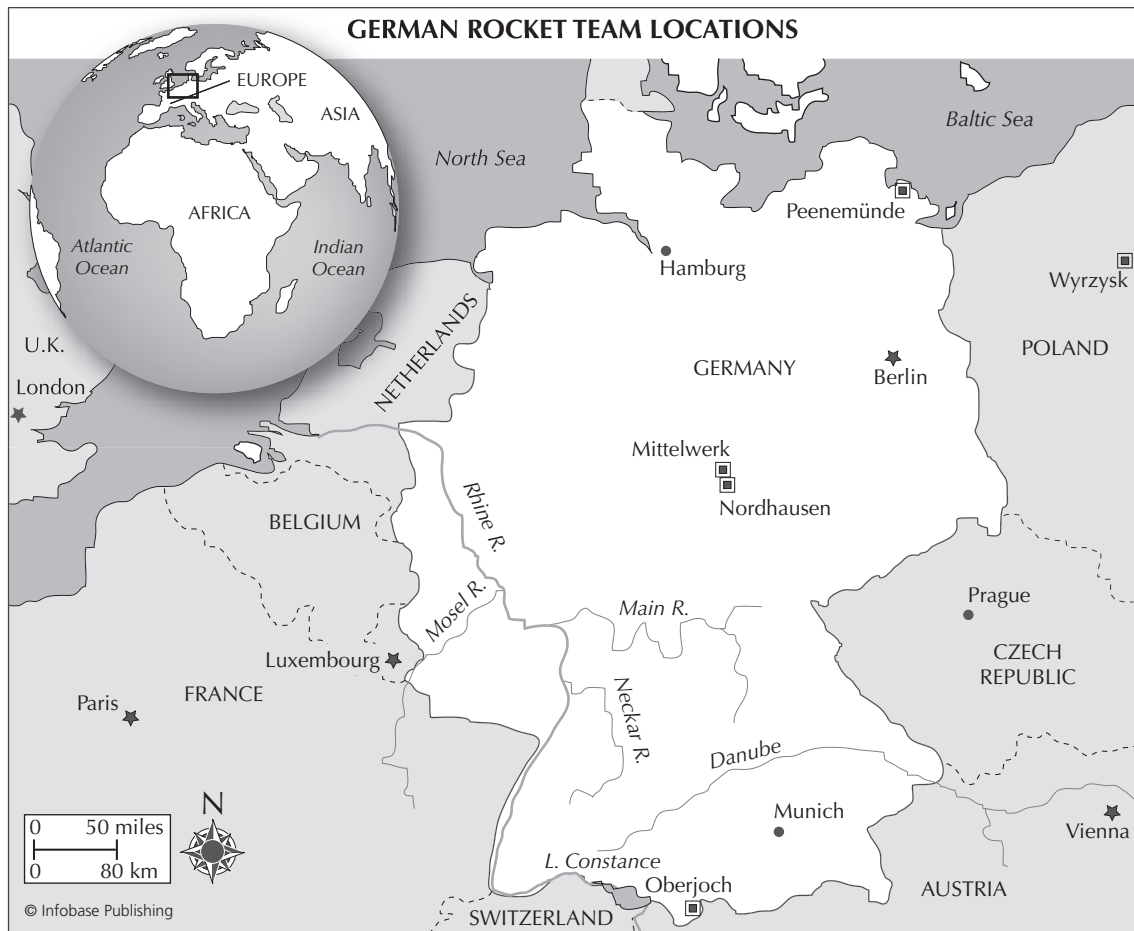 GERMAN ROCKET TEAM LOCATIONS
EUROPE
ASIA
AFRICA
Atlantic
Ocean
Indian
Ocean
North Sea
Baltic Sea
Peenemünde
Hamburg
Wyrzysk
U.K.
London
NETHERLANDS
GERMANY
POLAND
Berlin
Mittelwerk
Nordhausen
Rhine R.
BELGIUM
Mosel R.
Main R.
Prague
Luxembourg
CZECH
REPUBLIC
Paris
FRANCE
Neckar R.
Danube
N
0 50 miles
0 80 km
Munich
Vienna
L. Constance
Oberjoch
AUSTRIA
SWITZERLAND
© Infobase Publishing